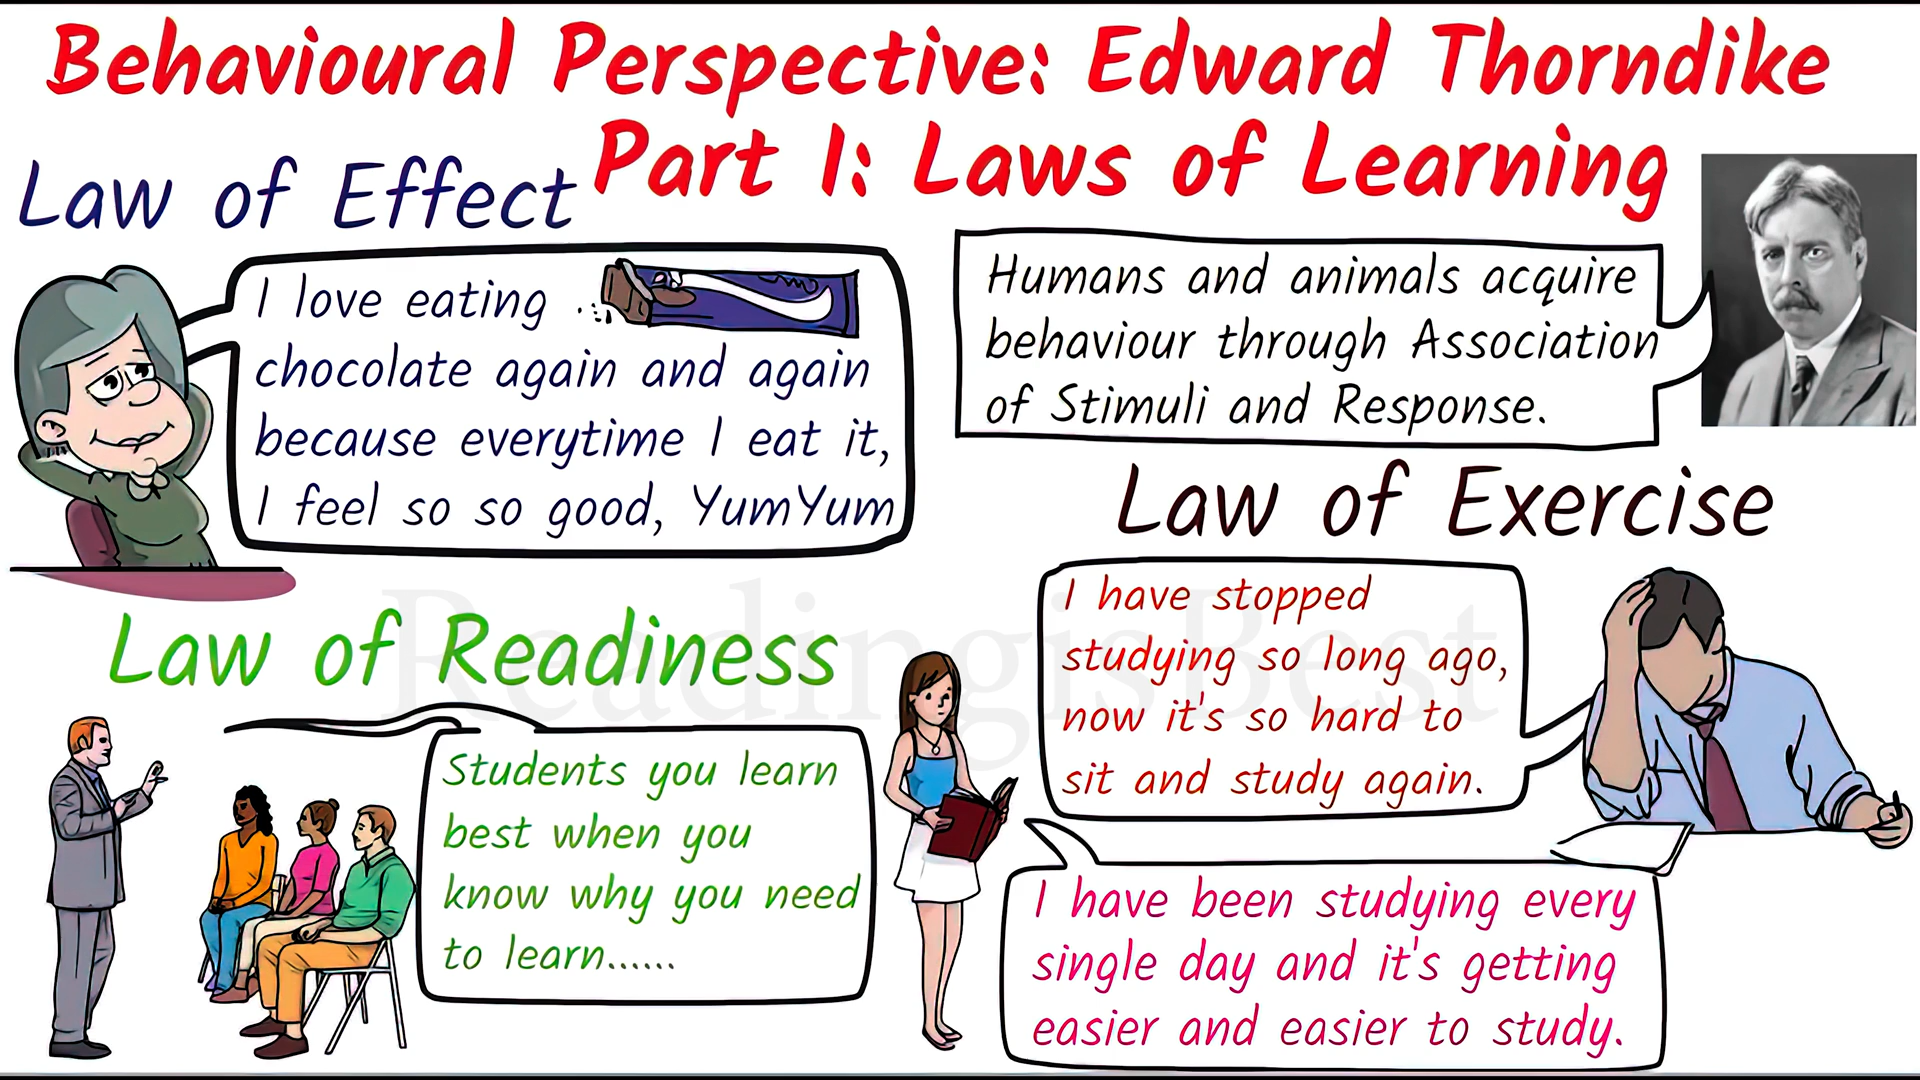 Behavioural Perspective: Edward Thorndike
Part 1: Laws of Learning
Law of Effect
I love eating
chocolate again and again
because everytime I eat it,
I feel so so good, YumYum
Humans and animals acquire
behaviour through Association
of Stimuli and Response.
Law of Exercise
I have stopped
studying so long ago,
now it's so hard to
sit and study again.
Law of Readiness
Students you learn
best when you
know why you need
to learn......
I have been studying every
single day and it's getting
easier and easier to study.
ReadingisBest